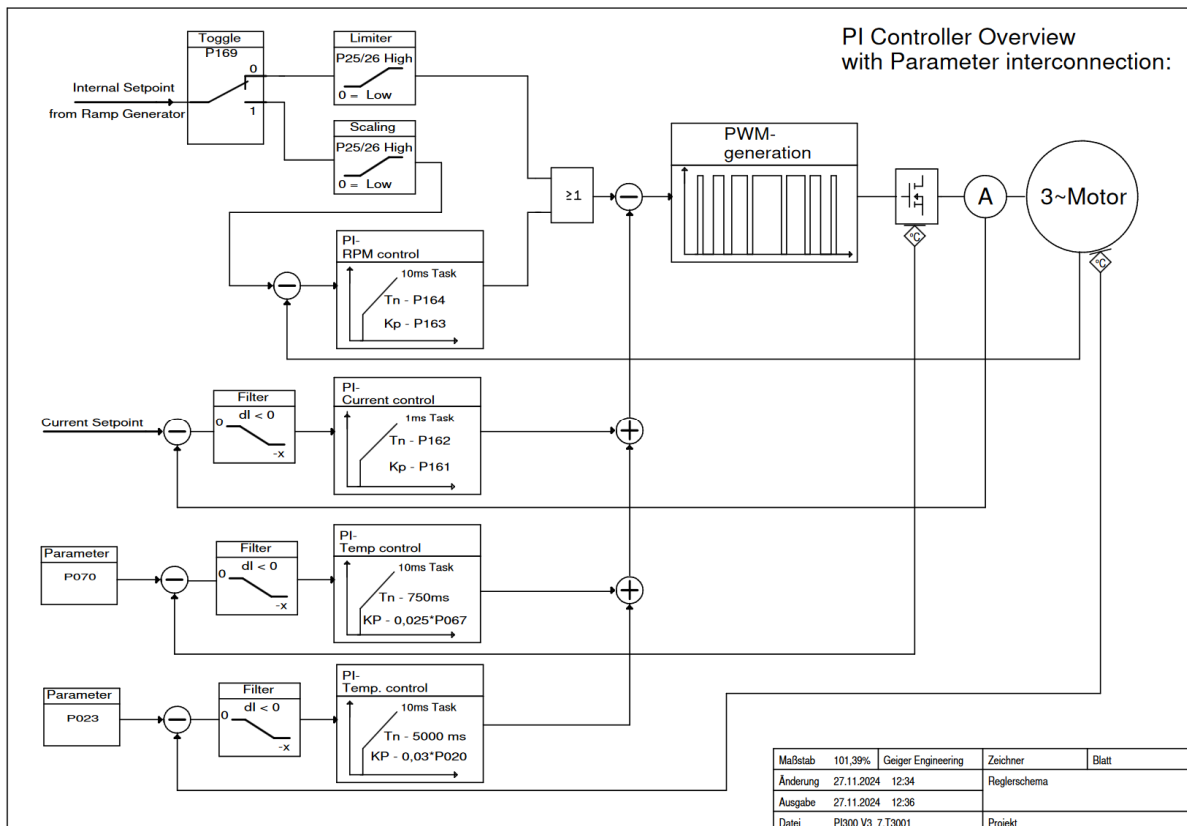 PI Controller Overview
with Parameter interconnection:
Toggle
P169
0
1
Internal Setpoint
from Ramp Generator
Limiter
P25/26 High
0 = Low
Scaling
P25/26 High
0 = Low
≥1
PWM-
generation
A
3~Motor
°C
°C
PI-
RPM control
10ms Task
Tn - P164
Kp - P163
Current Setpoint
Filter
dI < 0
0
-x
PI-
Current control
1ms Task
Tn - P162
Kp - P161
Parameter
P070
Filter
dI < 0
0
-x
PI-
Temp control
10ms Task
Tn - 750ms
KP - 0,025*P067
Parameter
P023
Filter
dI < 0
0
-x
PI-
Temp. control
10ms Task
Tn - 5000 ms
KP - 0,03*P020
Maßstab 101,39% Geiger Engineering Zeichner Blatt
Änderung 27.11.2024 12:34 Reglerschema
Ausgabe 27.11.2024 12:36
Datei PI300_V3_7.T3001 Projekt